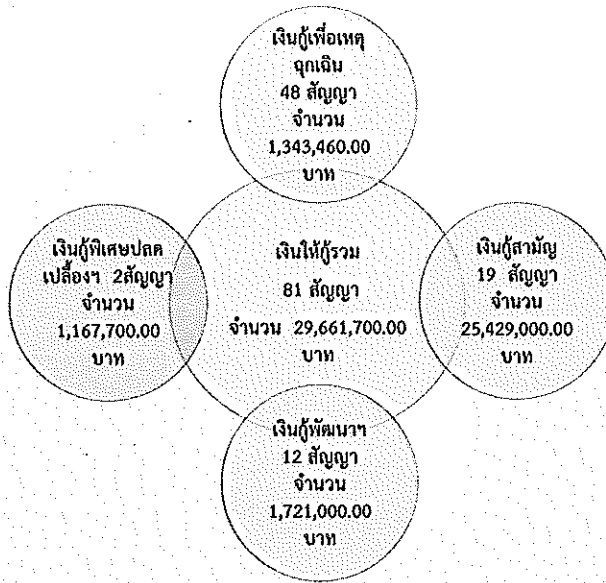 เงินกู้เพื่อเหตุ
ฉุกเฉิน
48 สัญญา
จำนวน
1,343,460.00
บาท
เงินกู้พิเศษปลด
เปลื้องฯ 2สัญญา
จำนวน
1,167,700.00
บาท
เงินให้กู้รวม
81 สัญญา
จำนวน 29,661,700.00
บาท
เงินกู้สามัญ
19 สัญญา
จำนวน
25,429,000.00
บาท
เงินกู้พัฒนาฯ
12 สัญญา
จำนวน
1,721,000.00
บาท